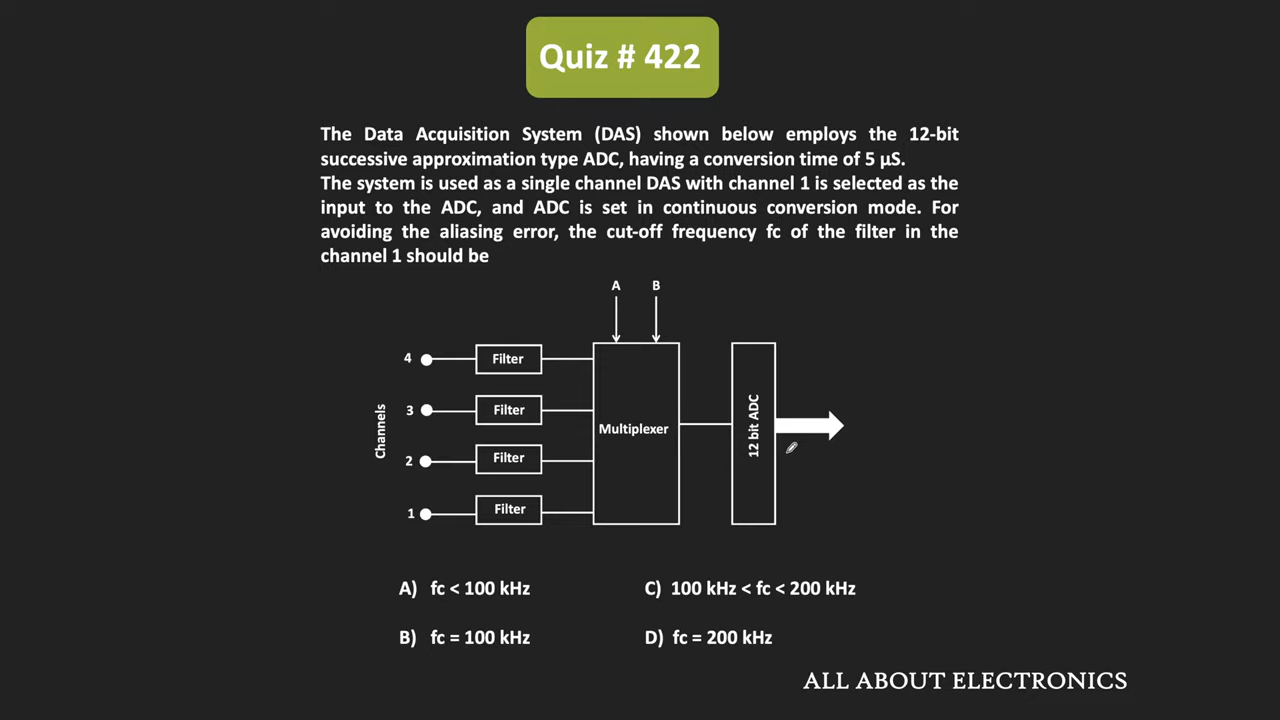 Quiz # 422
The Data Acquisition System (DAS) shown below employs the 12-bit
successive approximation type ADC, having a conversion time of 5 µS.
The system is used as a single channel DAS with channel 1 is selected as the
input to the ADC, and ADC is set in continuous conversion mode. For
avoiding the aliasing error, the cut-off frequency fc of the filter in the
channel 1 should be
A B
4 Filter
3 Filter
Channels
Multiplexer
12 bit ADC
2 Filter
1 Filter
A) fc < 100 kHz
C) 100 kHz < fc < 200 kHz
B) fc = 100 kHz
D) fc = 200 kHz
ALL ABOUT ELECTRONICS